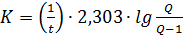 K = (1/t) · 2,303 · lg Q/(Q−1)